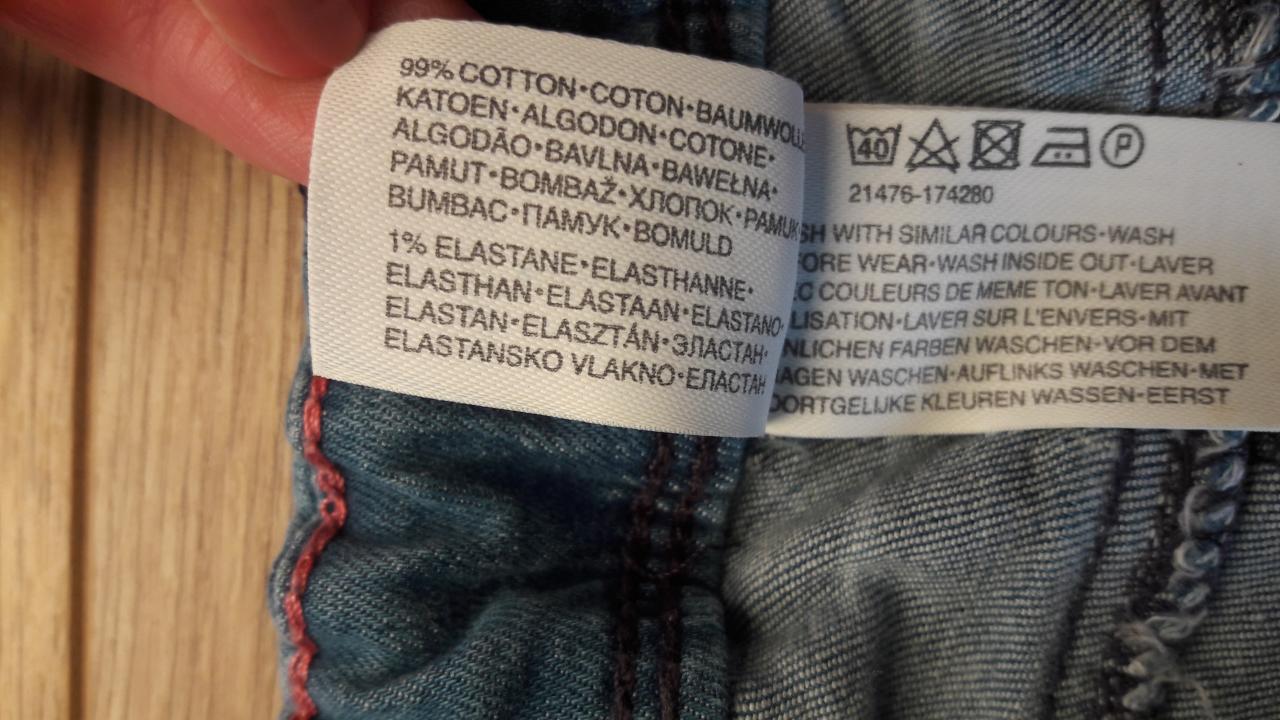 99% COTTON•COTON•BAUMWOLL
KATOEN•ALGODON•COTONE•
ALGODÃO•BAVLNA•BAWEŁNA•
PAMUT•BOMBAŽ•ХЛОПОК•PAMUK
BUMBAC•ПАМУК•BOMULD
1% ELASTANE•ELASTHANNE•
ELASTHAN•ELASTAAN•ELASTANO•
ELASTAN•ELASZTÁN•ЭЛАСТАН•
ELASTANSKO VLAKNO•ЕЛАСТАН
40 P
21476-174280
SH WITH SIMILAR COLOURS•WASH
FORE WEAR•WASH INSIDE OUT•LAVER
EC COULEURS DE MEME TON•LAVER AVANT
LISATION•LAVER SUR L'ENVERS•MIT
NLICHEN FARBEN WASCHEN•VOR DEM
AGEN WASCHEN•AUFLINKS WASCHEN•MET
OORTGELIJKE KLEUREN WASSEN•EERST